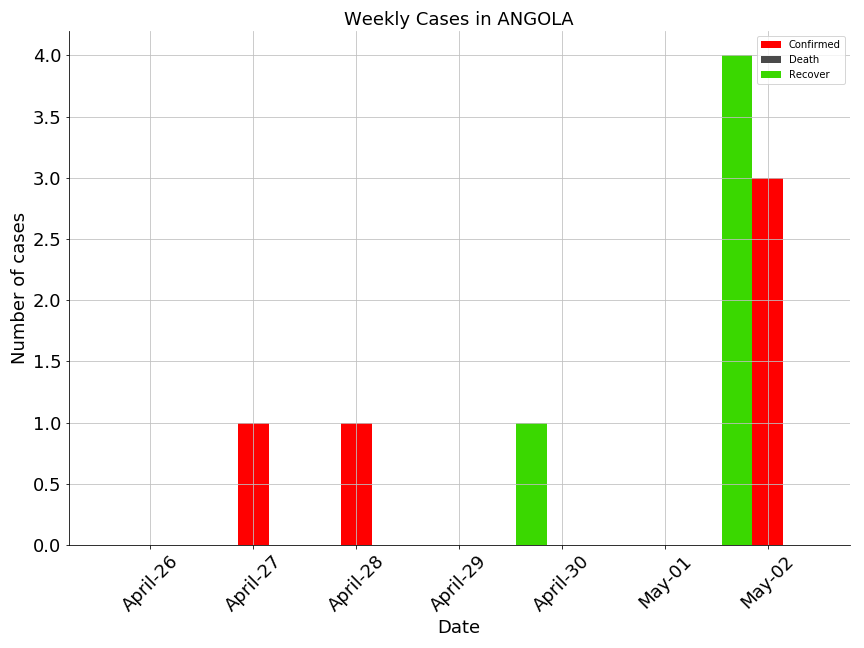 Weekly Cases in ANGOLA
Confirmed
Death
Recover
Number of cases
4.0
3.5
3.0
2.5
2.0
1.5
1.0
0.5
0.0
April-26
April-27
April-28
April-29
April-30
May-01
May-02
Date